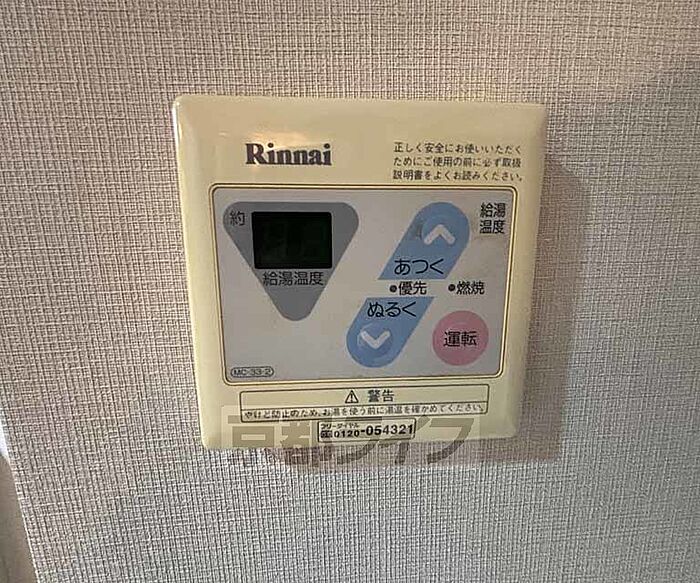 Rinnai
正しく安全にお使いいただく
ためにご使用の前に必ず取扱
説明書をよくお読みください。
約
給湯温度
給湯
温度
あつく
優先
燃焼
ぬるく
運転
MC-33-2
⚠ 警告
やけど防止のため、お湯を使う前に湯温を確かめてください。
フリーダイヤル
0120-054321
京都ライフ